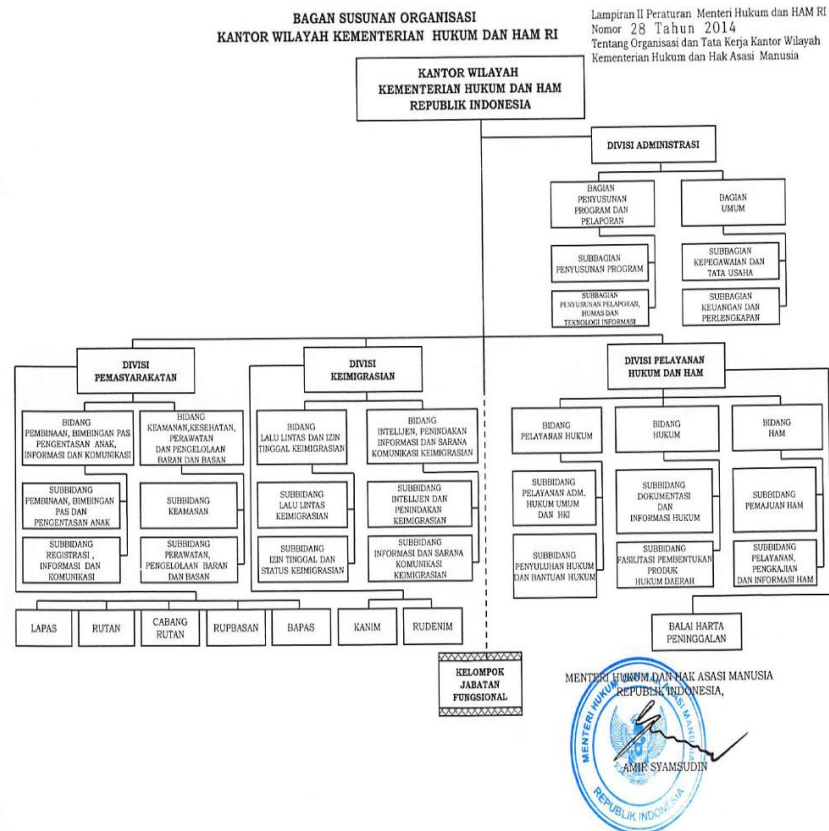 BAGAN SUSUNAN ORGANISASI
KANTOR WILAYAH KEMENTERIAN HUKUM DAN HAM RI
Lampiran II Peraturan Menteri Hukum dan HAM RI
Nomor 28 Tahun 2014
Tentang Organisasi dan Tata Kerja Kantor Wilayah
Kementerian Hukum dan Hak Asasi Manusia
KANTOR WILAYAH
KEMENTERIAN HUKUM DAN HAM
REPUBLIK INDONESIA
DIVISI ADMINISTRASI
BAGIAN
PENYUSUNAN
PROGRAM DAN
PELAPORAN
BAGIAN
UMUM
SUBBAGIAN
PENYUSUNAN PROGRAM
SUBBAGIAN
KEPEGAWAIAN DAN
TATA USAHA
SUBBAGIAN
PENYUSUNAN PELAPORAN,
HUMAS DAN
TEKNOLOGI INFORMASI
SUBBAGIAN
KEUANGAN DAN
PERLENGKAPAN
DIVISI
PEMASYARAKATAN
DIVISI
KEIMIGRASIAN
DIVISI PELAYANAN
HUKUM DAN HAM
BIDANG
PEMBINAAN, BIMBINGAN PAS
PENGENTASAN ANAK,
INFORMASI DAN KOMUNIKASI
BIDANG
KEAMANAN,KESEHATAN,
PERAWATAN
DAN PENGELOLAAN
BARAN DAN BASAN
BIDANG
LALU LINTAS DAN IZIN
TINGGAL KEIMIGRASIAN
BIDANG
INTELIJEN, PENINDAKAN
INFORMASI DAN SARANA
KOMUNIKASI KEIMIGRASIAN
BIDANG
PELAYANAN HUKUM
BIDANG
HUKUM
BIDANG
HAM
SUBBIDANG
PEMBINAAN, BIMBINGAN
PAS DAN
PENGENTASAN ANAK
SUBBIDANG
KEAMANAN
SUBBIDANG
LALU LINTAS
KEIMIGRASIAN
SUBBIDANG
INTELIJEN DAN
PENINDAKAN
KEIMIGRASIAN
SUBBIDANG
PELAYANAN ADM.
HUKUM UMUM
DAN HKI
SUBBIDANG
DOKUMENTASI
DAN
INFORMASI HUKUM
SUBBIDANG
PEMAJUAN HAM
SUBBIDANG
REGISTRASI ,
INFORMASI DAN
KOMUNIKASI
SUBBIDANG
PERAWATAN,
PENGELOLAAN BARAN
DAN BASAN
SUBBIDANG
IZIN TINGGAL DAN
STATUS KEIMIGRASIAN
SUBBIDANG
INFORMASI DAN SARANA
KOMUNIKASI
KEIMIGRASIAN
SUBBIDANG
PENYULUHAN HUKUM
DAN BANTUAN HUKUM
SUBBIDANG
FASILITASI PEMBENTUKAN
PRODUK
HUKUM DAERAH
SUBBIDANG
PELAYANAN,
PENGKAJIAN
DAN INFORMASI HAM
LAPAS
RUTAN
CABANG
RUTAN
RUPBASAN
BAPAS
KANIM
RUDENIM
BALAI HARTA
PENINGGALAN
KELOMPOK
JABATAN
FUNGSIONAL
MENTERI HUKUM DAN HAK ASASI MANUSIA
REPUBLIK INDONESIA,
MENTERI HUKUM DAN HAK ASASI MANUSIA
REPUBLIK INDONESIA
AMIR SYAMSUDIN